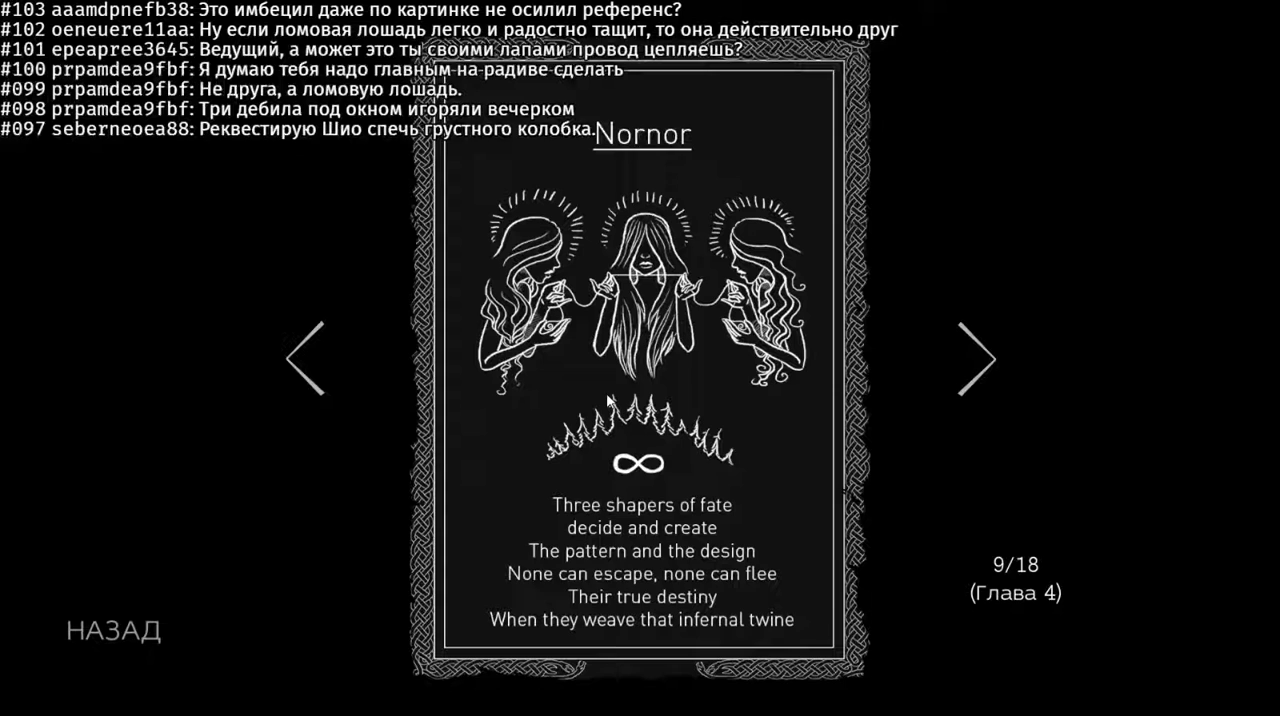 #103 aaamdpnefb38: Это имбецил даже по картинке не осилил референс?
#102 oeneuere11aa: Ну если ломовая лошадь легко и радостно тащит, то она действительно друг
#101 epeapree3645: Ведущий, а может это ты своими лапами провод цепляешь?
#100 prpamdea9fbf: Я думаю тебя надо главным на радиве сделать
#099 prpamdea9fbf: Не друга, а ломовую лошадь.
#098 prpamdea9fbf: Три дебила под окном игоряли вечерком
#097 seberneoea88: Реквестирую Шио спечь грустного колобка.
Nornor
Three shapers of fate
decide and create
The pattern and the design
None can escape, none can flee
Their true destiny
When they weave that infernal twine
9/18
(Глава 4)
НАЗАД